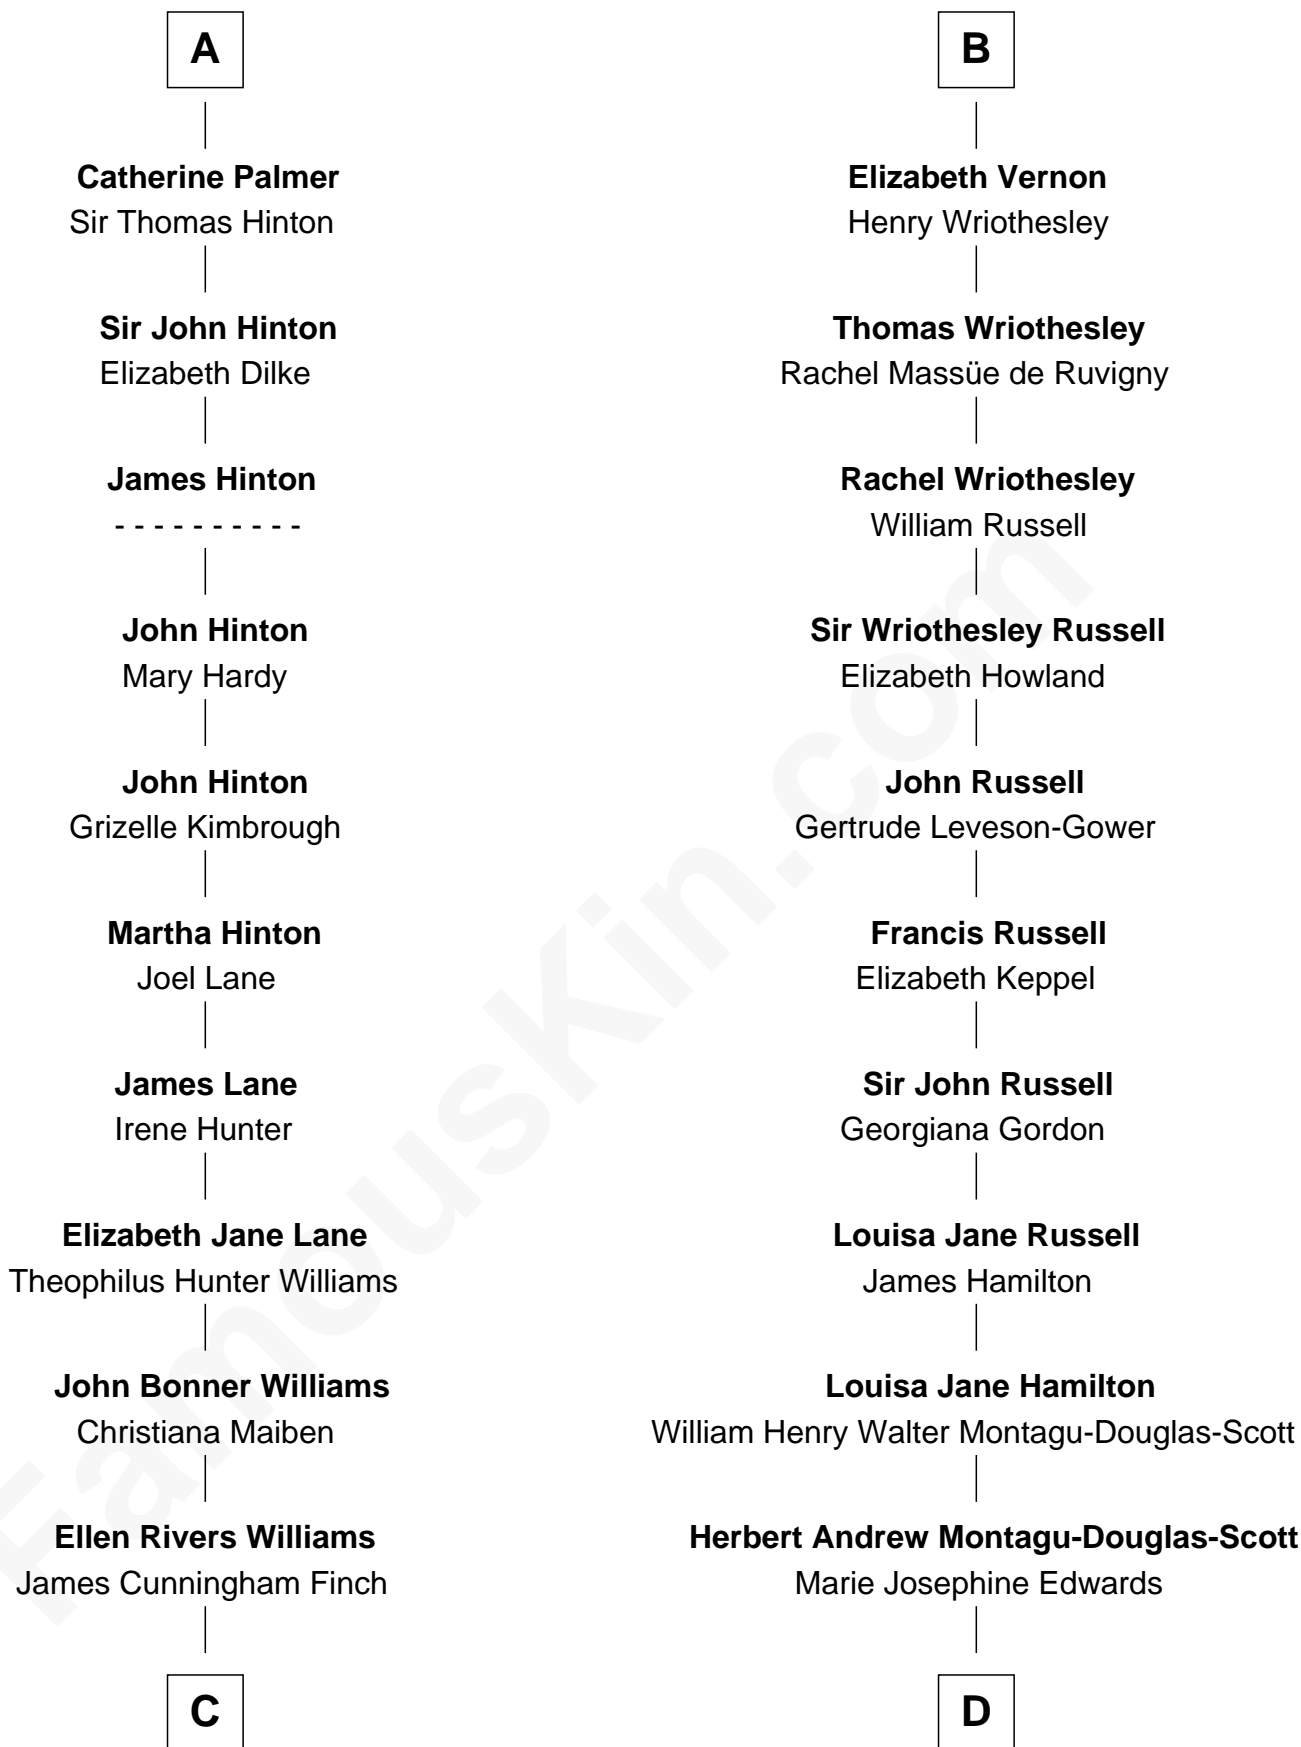 A
Catherine Palmer
Sir Thomas Hinton
Sir John Hinton
Elizabeth Dilke
James Hinton
- - - - - - - - - -
John Hinton
Mary Hardy
John Hinton
Grizelle Kimbrough
Martha Hinton
Joel Lane
James Lane
Irene Hunter
Elizabeth Jane Lane
Theophilus Hunter Williams
John Bonner Williams
Christiana Maiben
Ellen Rivers Williams
James Cunningham Finch
C
B
Elizabeth Vernon
Henry Wriothesley
Thomas Wriothesley
Rachel Massüe de Ruvigny
Rachel Wriothesley
William Russell
Sir Wriothesley Russell
Elizabeth Howland
John Russell
Gertrude Leveson-Gower
Francis Russell
Elizabeth Keppel
Sir John Russell
Georgiana Gordon
Louisa Jane Russell
James Hamilton
Louisa Jane Hamilton
William Henry Walter Montagu-Douglas-Scott
Herbert Andrew Montagu-Douglas-Scott
Marie Josephine Edwards
D
FamousKin.com